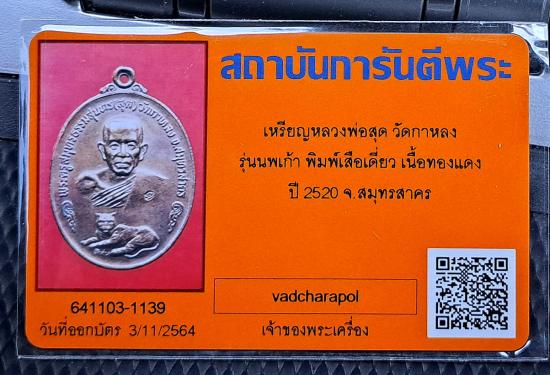 สถาบันการันตีพระ
เหรียญหลวงพ่อสุด วัดกาหลง
รุ่นนพเก้า พิมพ์เสือเดี่ยว เนื้อทองแดง
ปี 2520 จ.สมุทรสาคร
vadcharapol
641103-1139
วันที่ออกบัตร 3/11/2564
เจ้าของพระเครื่อง